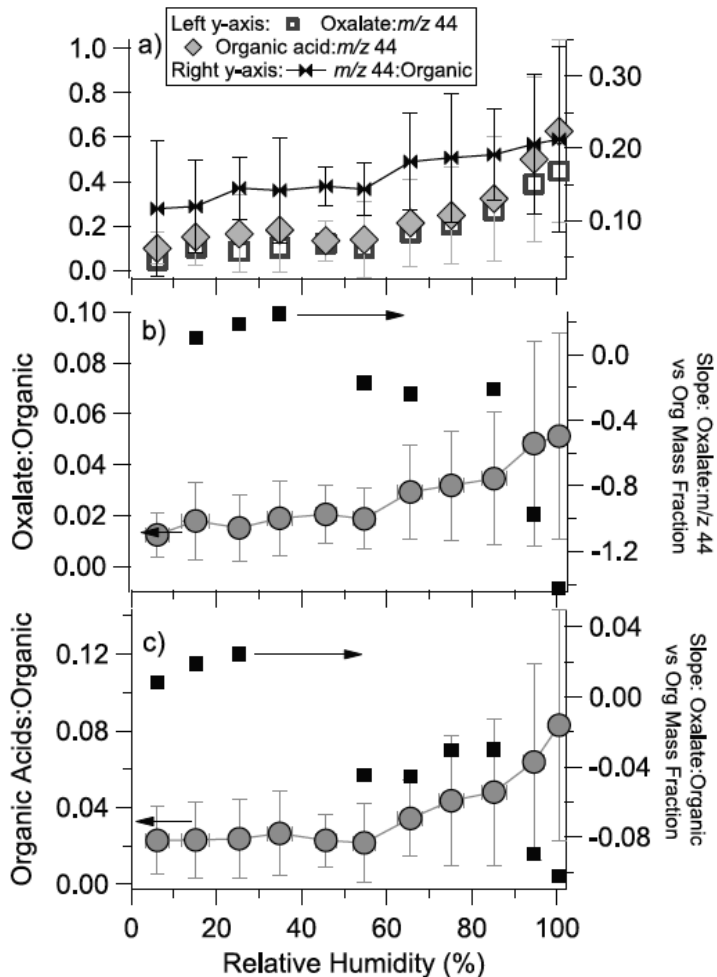 Left y-axis: Oxalate:m/z 44
Organic acid:m/z 44
Right y-axis: m/z 44:Organic
a)
1.0
0.8
0.6
0.4
0.2
0.0
0.30
0.20
0.10
b)
Oxalate:Organic
0.10
0.08
0.06
0.04
0.02
0.00
0.0
-0.4
-0.8
-1.2
Slope: Oxalate:m/z 44
vs Org Mass Fraction
c)
Organic Acids:Organic
0.12
0.08
0.04
0.00
0.04
0.00
-0.04
-0.08
Slope: Oxalate:Organic
vs Org Mass Fraction
0 20 40 60 80 100
Relative Humidity (%)